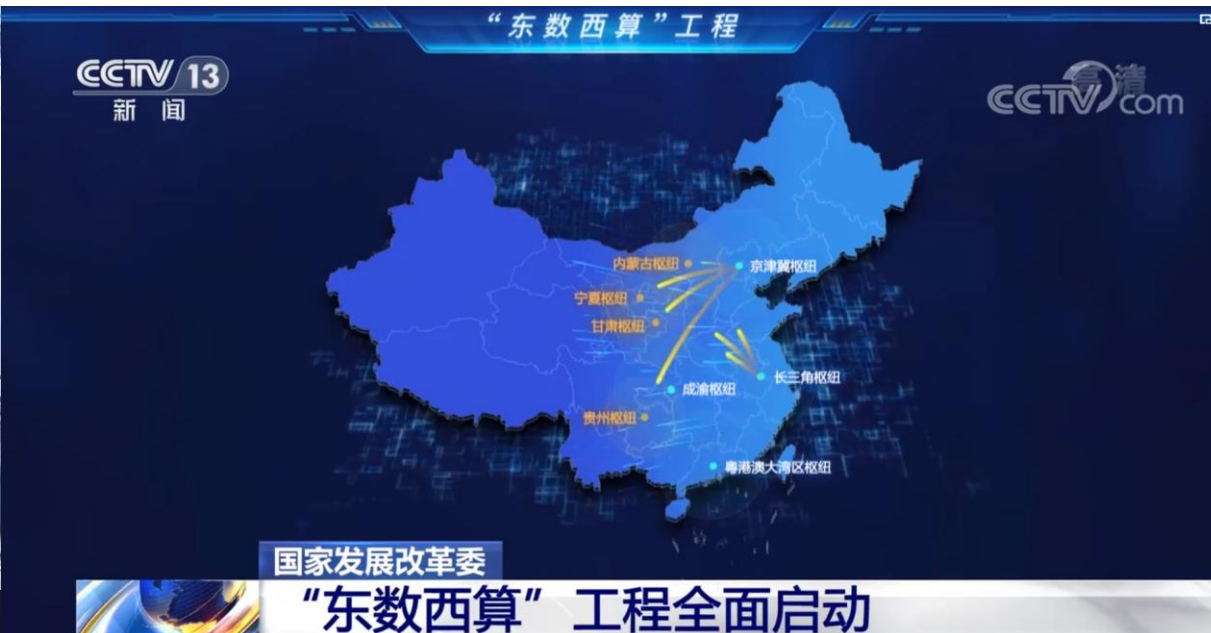 “东数西算”工程
CCTV 13
新闻
高清
CCTV com
内蒙古枢纽
京津冀枢纽
宁夏枢纽
甘肃枢纽
长三角枢纽
成渝枢纽
贵州枢纽
粤港澳大湾区枢纽
国家发展改革委
“东数西算”工程全面启动